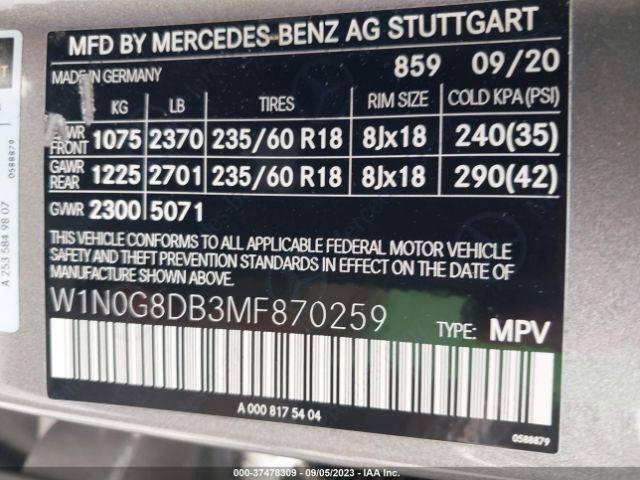 MFD BY MERCEDES-BENZ AG STUTTGART
MADE IN GERMANY 859 09/20
KG LB TIRES RIM SIZE COLD KPA (PSI)
FRONT 1075 2370 235/60 R18 8Jx18 240(35)
GAWR REAR 1225 2701 235/60 R18 8Jx18 290(42)
GVWR 2300 5071
THIS VEHICLE CONFORMS TO ALL APPLICABLE FEDERAL MOTOR VEHICLE
SAFETY AND THEFT PREVENTION STANDARDS IN EFFECT ON THE DATE OF
MANUFACTURE SHOWN ABOVE.
W1N0G8DB3MF870259 TYPE: MPV
A 000 817 54 04
0588879
A 253 584 98 07
0588879
000-37478309 - 09/05/2023 - IAA Inc.